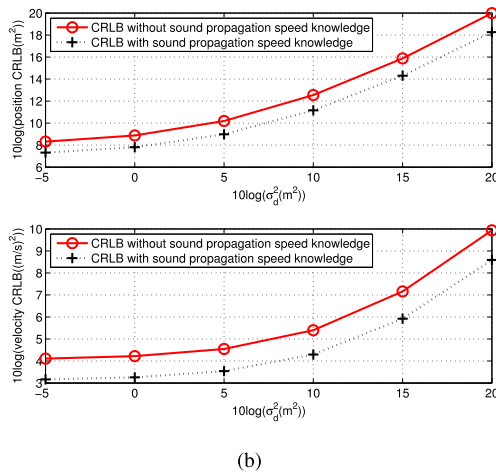 20
18
16
14
12
10
8
6
10log(position CRLB(m²))
CRLB without sound propagation speed knowledge
CRLB with sound propagation speed knowledge
−5 0 5 10 15 20
10log(σ_d²(m²))
10
9
8
7
6
5
4
3
10log(velocity CRLB((m/s)²))
CRLB without sound propagation speed knowledge
CRLB with sound propagation speed knowledge
−5 0 5 10 15 20
10log(σ_d²(m²))
(b)